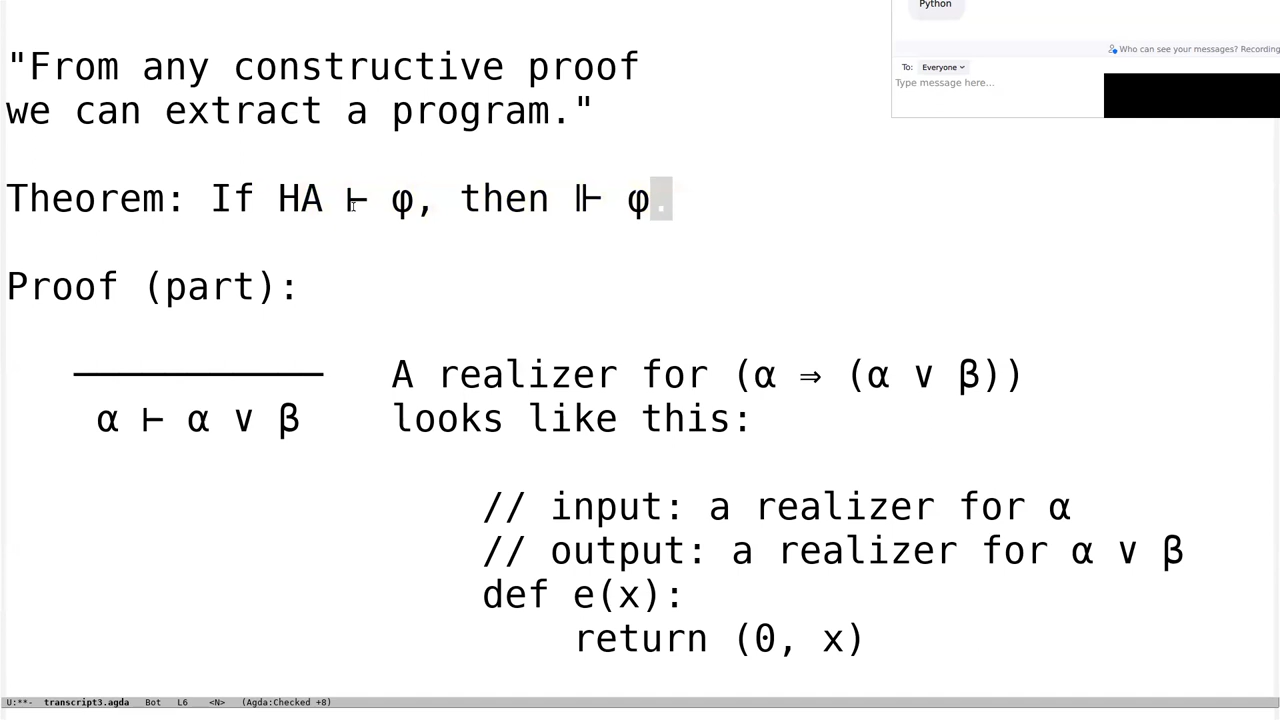 Python
Who can see your messages? Recording
To: Everyone
Type message here...
"From any constructive proof
we can extract a program."
Theorem: If HA ⊢ φ, then ⊩ φ.
Proof (part):
α ⊢ α ∨ β
A realizer for (α ⇒ (α ∨ β))
looks like this:
// input: a realizer for α
// output: a realizer for α ∨ β
def e(x):
return (0, x)
U:**- transcript3.agda Bot L6 <N> (Agda:Checked +8)